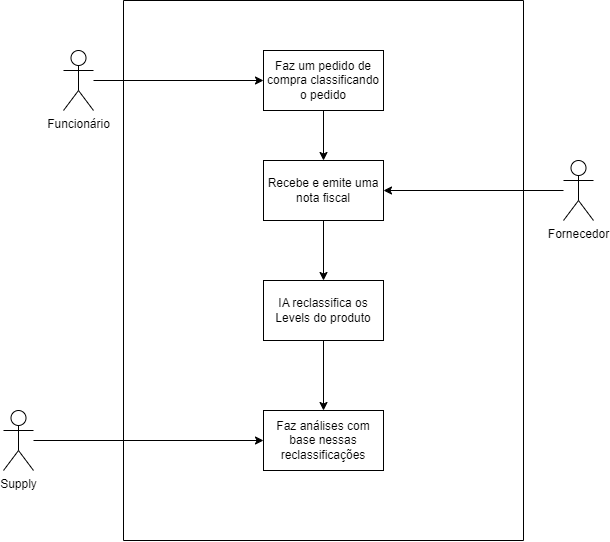 Faz um pedido de
compra classificando
o pedido
Funcionário
Recebe e emite uma
nota fiscal
Fornecedor
IA reclassifica os
Levels do produto
Faz análises com
base nessas
reclassificações
Supply